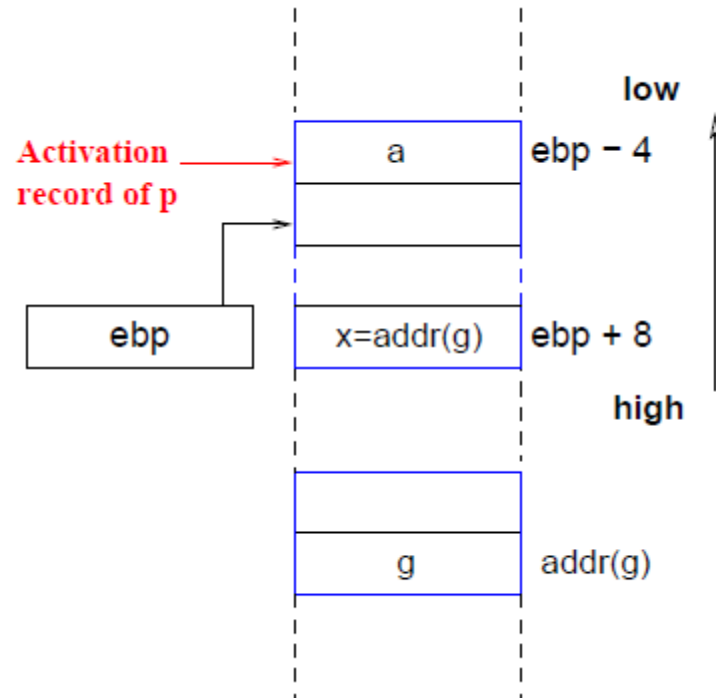 low
Activation
record of p
a
ebp − 4
ebp
x=addr(g)
ebp + 8
high
g
addr(g)